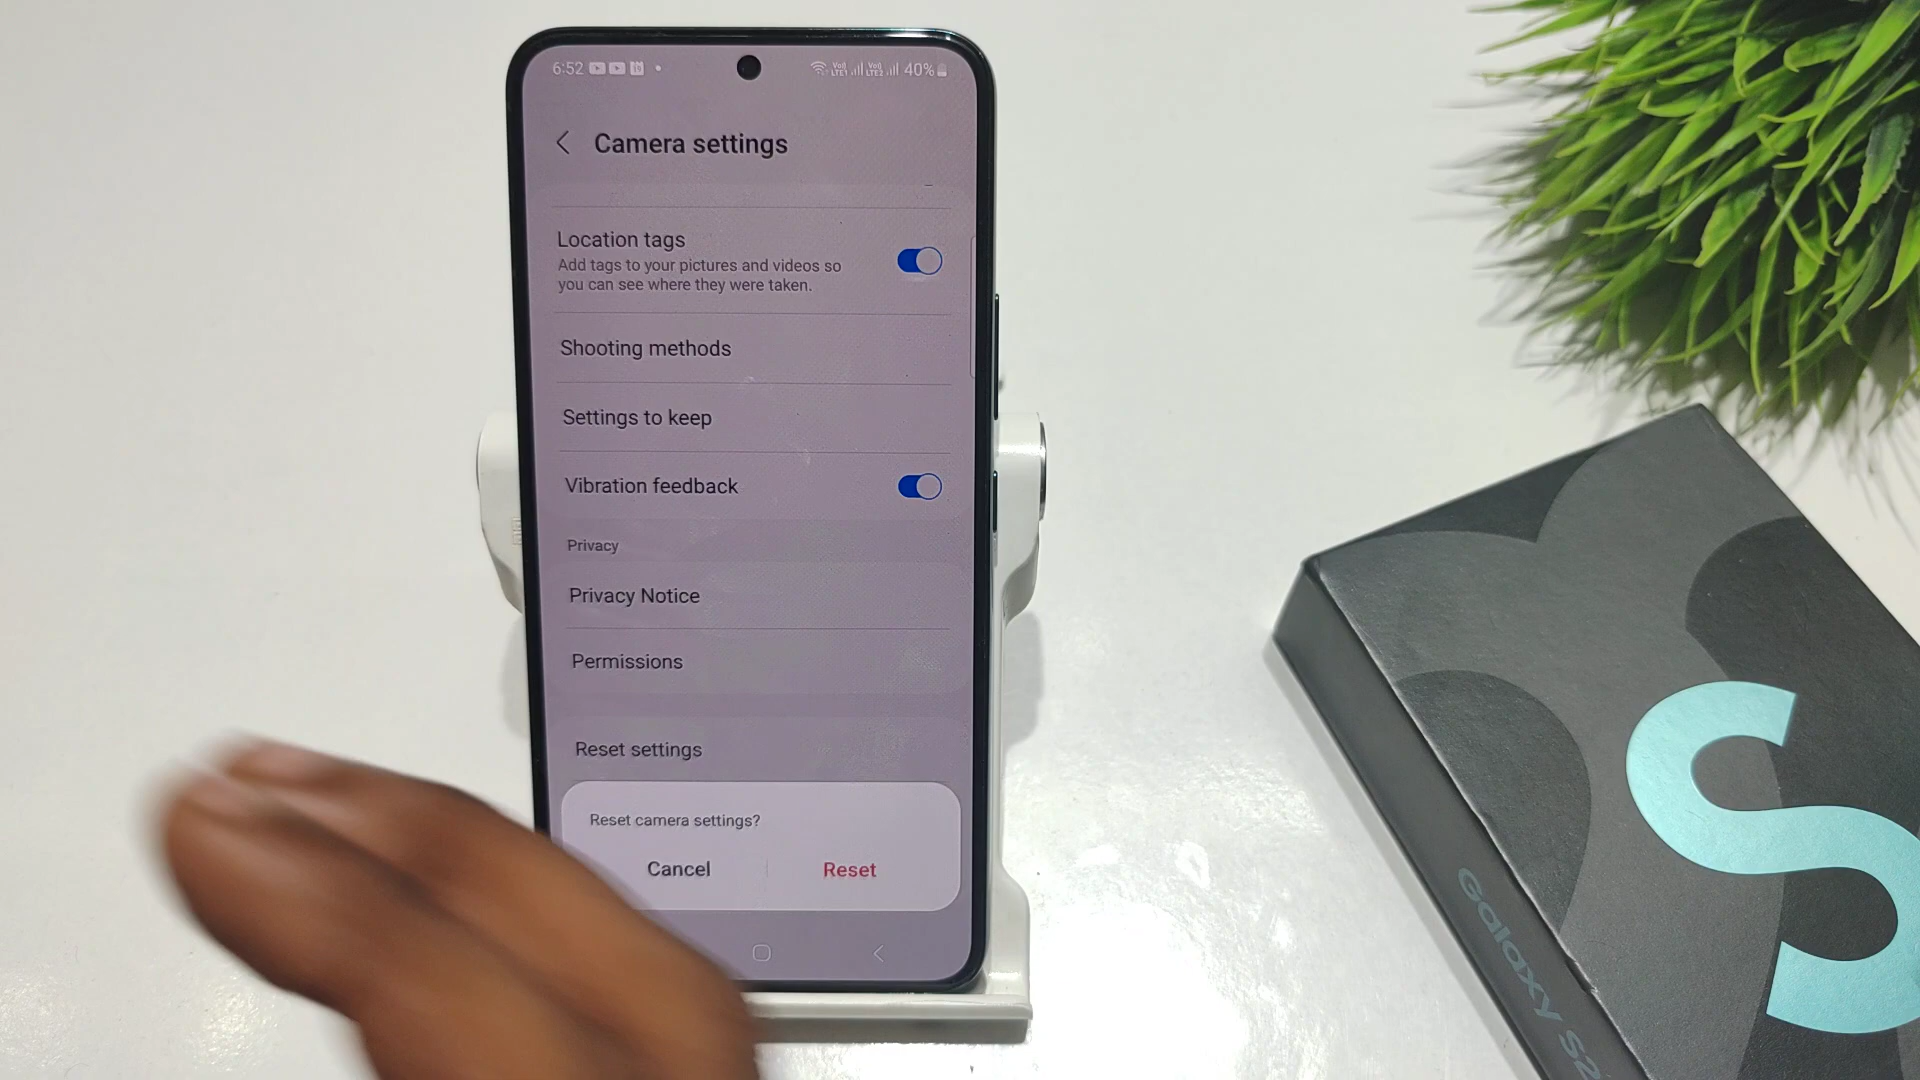 6:52
40%
Camera settings
Location tags
Add tags to your pictures and videos so
you can see where they were taken.
Shooting methods
Settings to keep
Vibration feedback
Privacy
Privacy Notice
Permissions
Reset settings
Reset camera settings?
Cancel
Reset
S
Galaxy S2